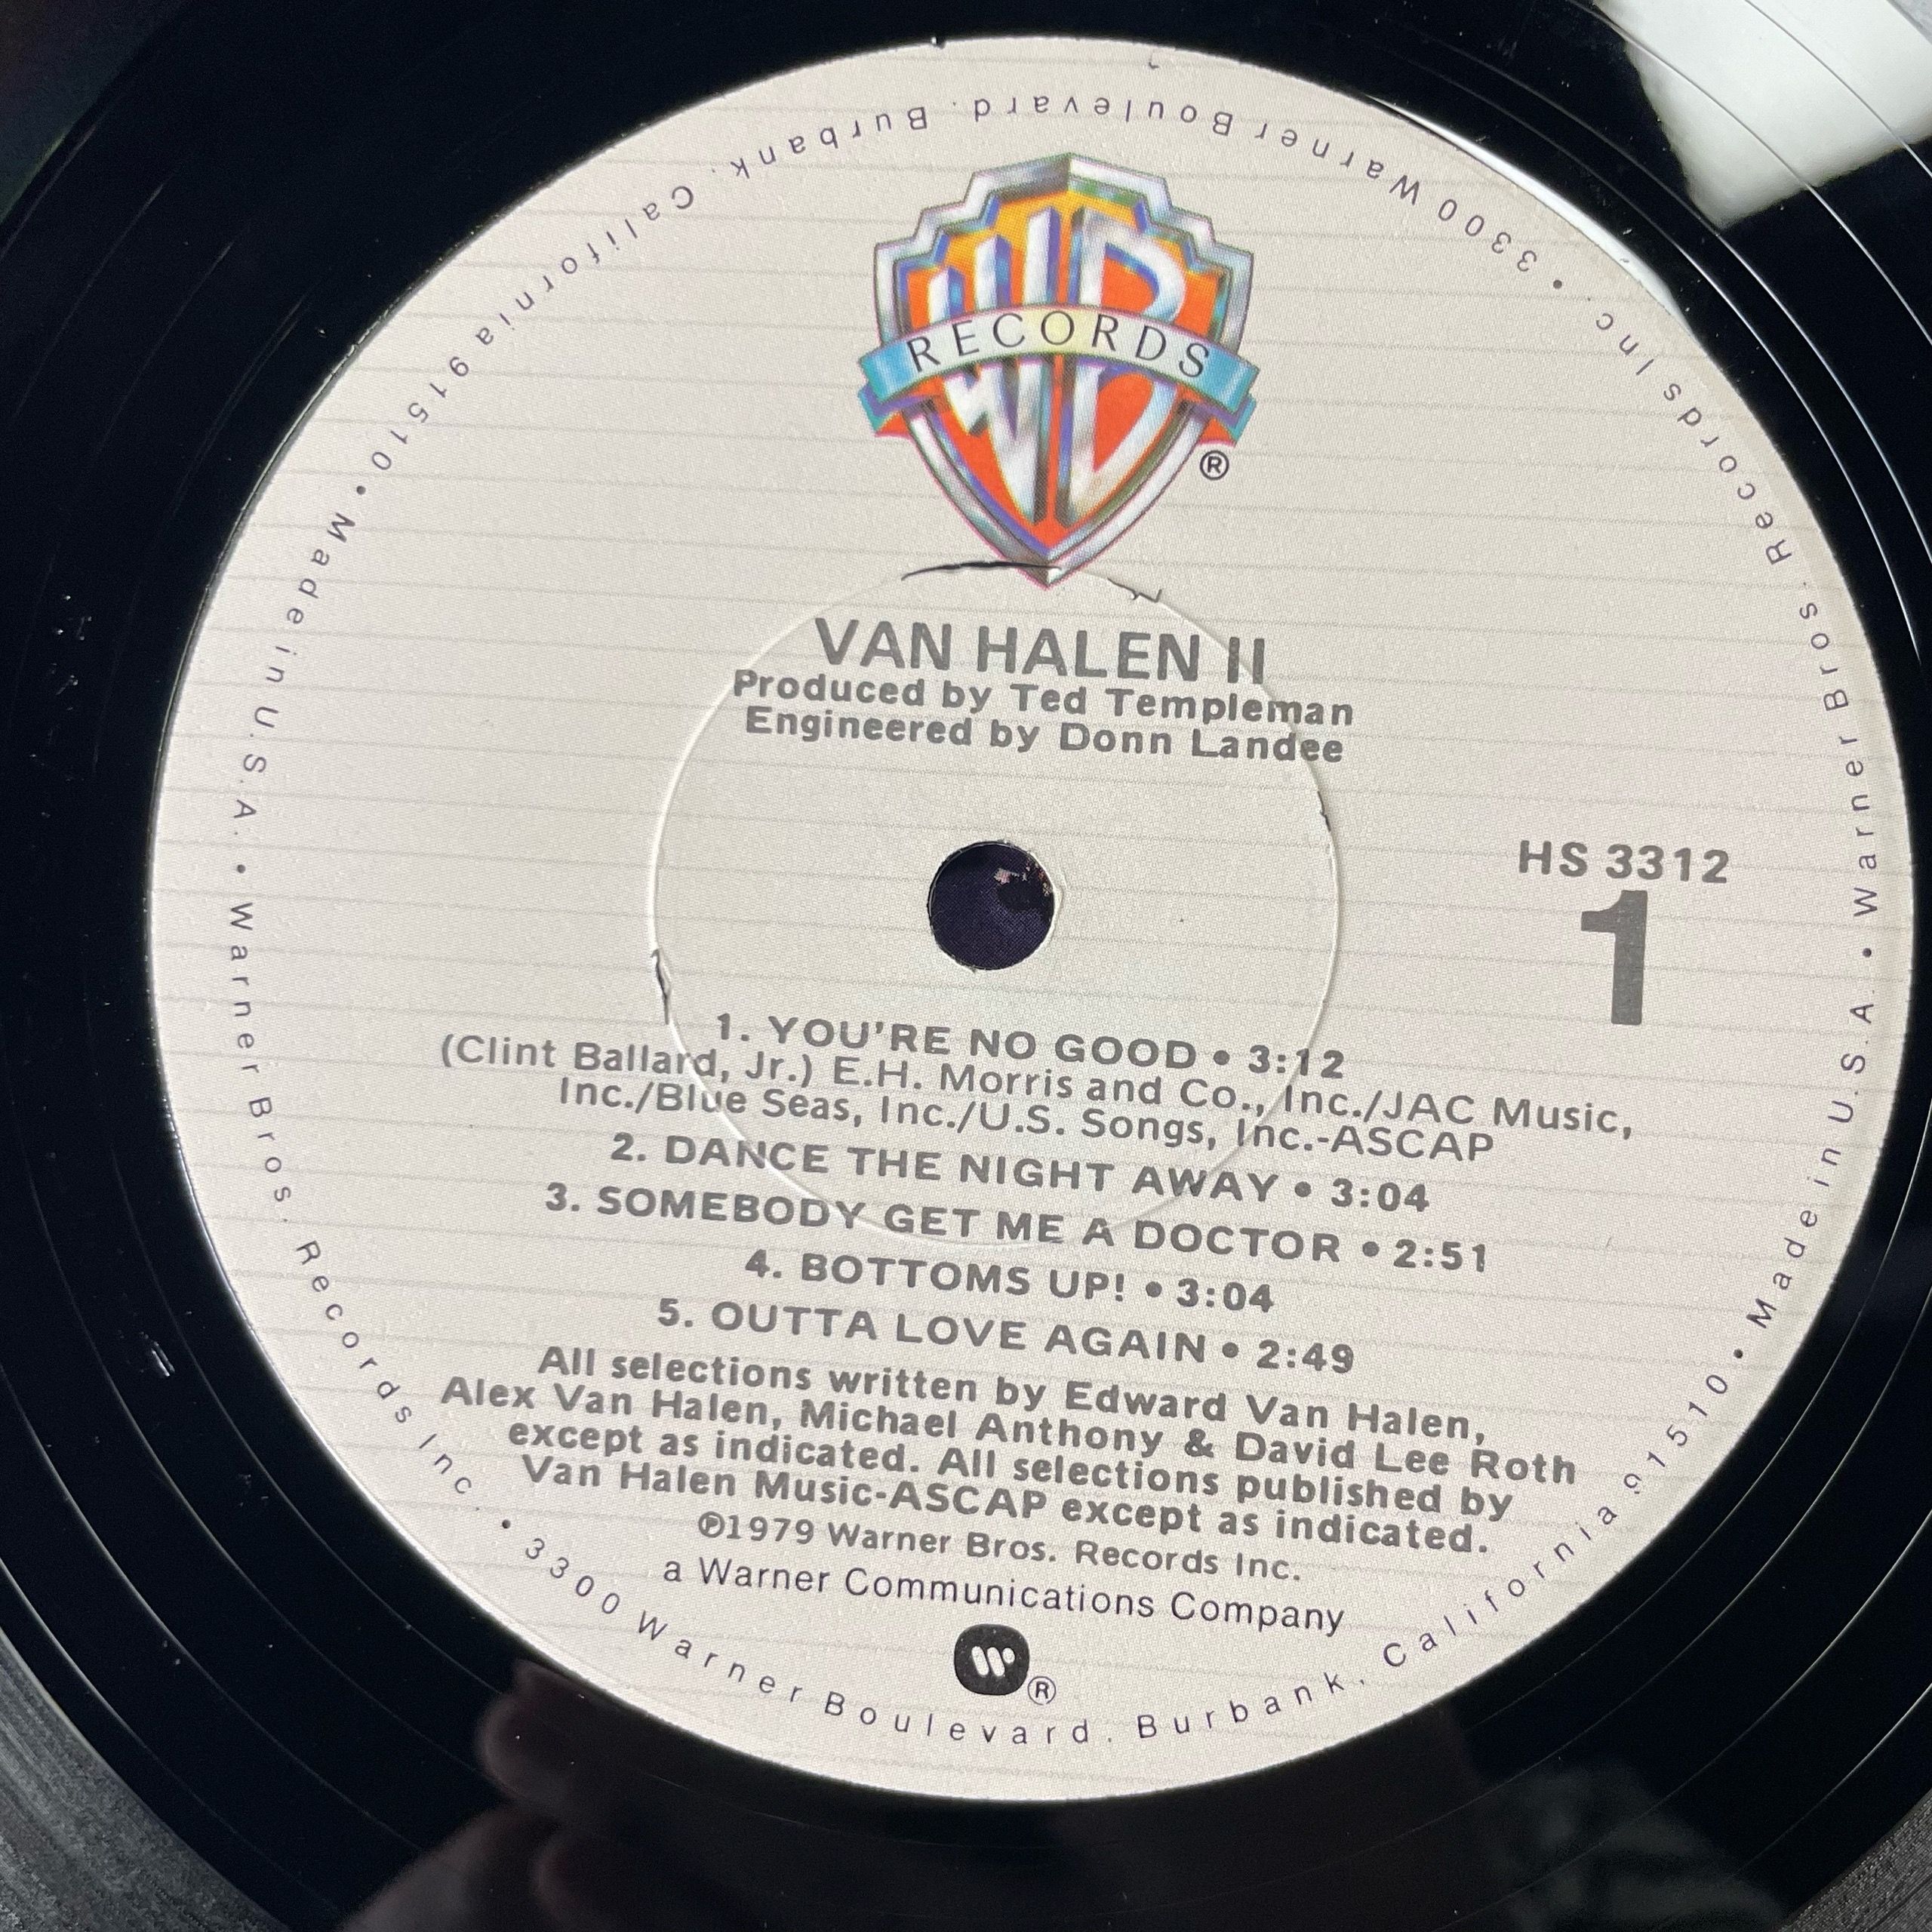 WB
RECORDS
®
VAN HALEN II
Produced by Ted Templeman
Engineered by Donn Landee
HS 3312
1
1. YOU'RE NO GOOD • 3:12
(Clint Ballard, Jr.) E.H. Morris and Co., Inc./JAC Music,
Inc./Blue Seas, Inc./U.S. Songs, Inc.-ASCAP
2. DANCE THE NIGHT AWAY • 3:04
3. SOMEBODY GET ME A DOCTOR • 2:51
4. BOTTOMS UP! • 3:04
5. OUTTA LOVE AGAIN • 2:49
All selections written by Edward Van Halen,
Alex Van Halen, Michael Anthony & David Lee Roth
except as indicated. All selections published by
Van Halen Music-ASCAP except as indicated.
℗1979 Warner Bros. Records Inc.
a Warner Communications Company
W®
Warner Bros. Records Inc. • 3300 Warner Boulevard. Burbank. California 91510 • Made in U.S.A. • Warner Bros. Records Inc. • 3300 Warner Boulevard. Burbank. California 91510 • Made in U.S.A. •